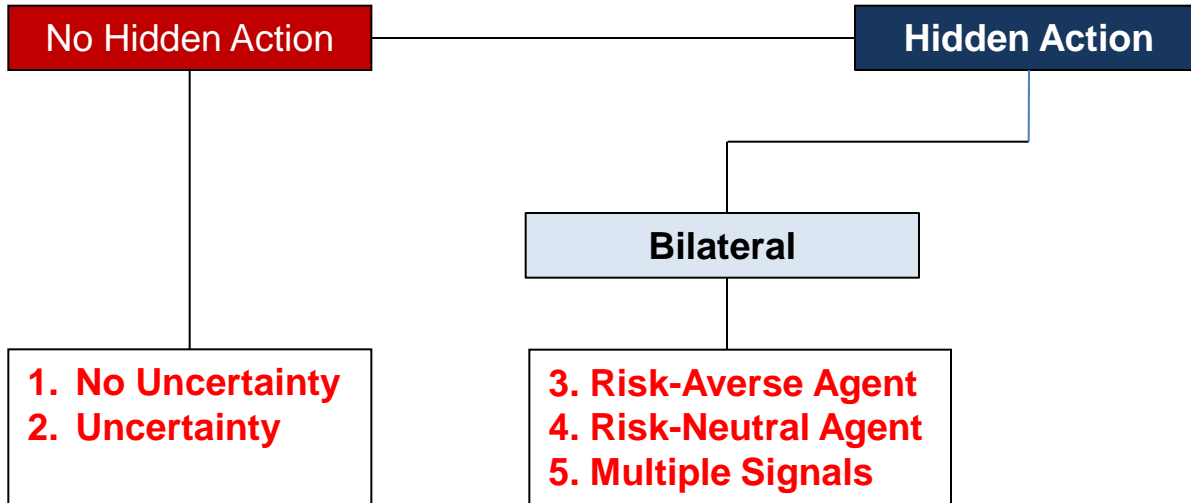 No Hidden Action
Hidden Action
Bilateral
1. No Uncertainty
2. Uncertainty
3. Risk-Averse Agent
4. Risk-Neutral Agent
5. Multiple Signals